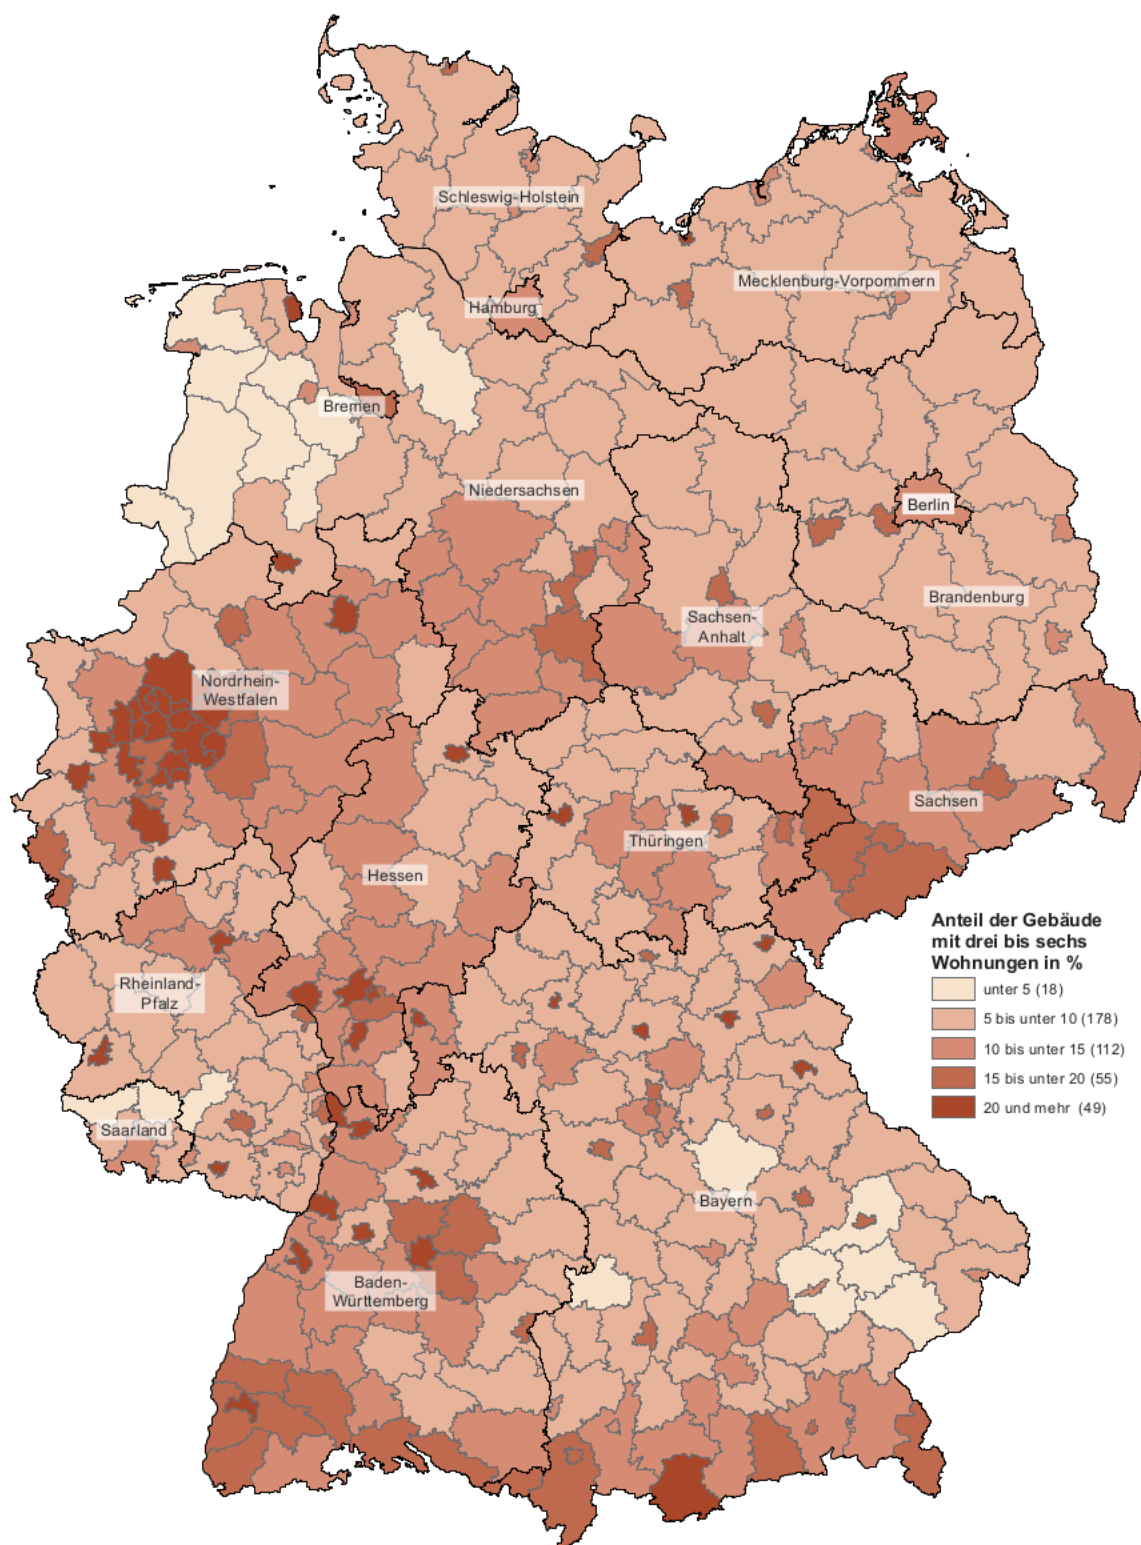 Schleswig-Holstein
Mecklenburg-Vorpommern
Hamburg
Bremen
Niedersachsen
Berlin
Brandenburg
Sachsen-
Anhalt
Nordrhein-
Westfalen
Sachsen
Thüringen
Hessen
Rheinland-
Pfalz
Saarland
Bayern
Baden-
Württemberg
Anteil der Gebäude
mit drei bis sechs
Wohnungen in %
unter 5 (18)
5 bis unter 10 (178)
10 bis unter 15 (112)
15 bis unter 20 (55)
20 und mehr (49)